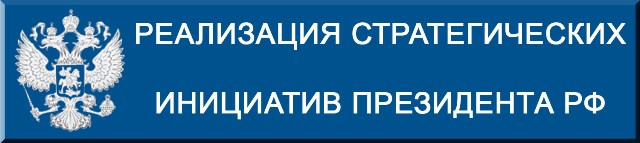 РЕАЛИЗАЦИЯ СТРАТЕГИЧЕСКИХ
ИНИЦИАТИВ ПРЕЗИДЕНТА РФ